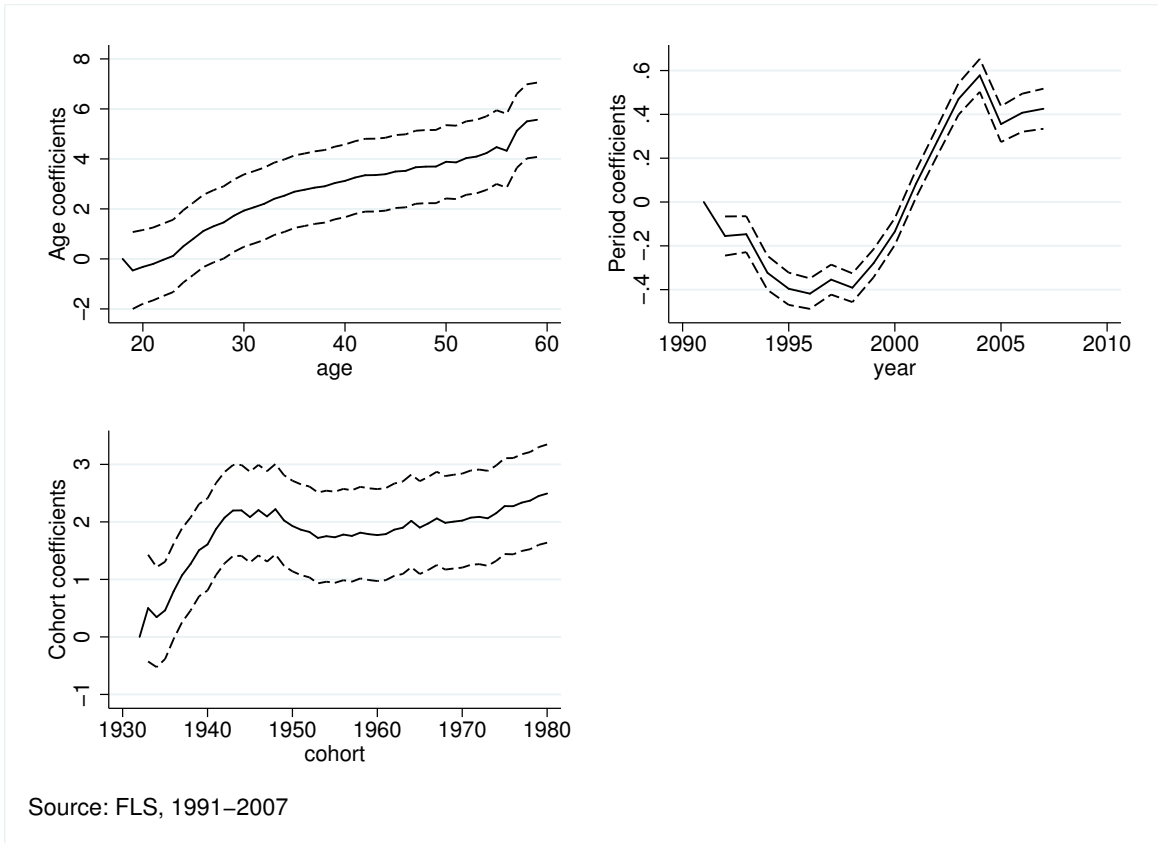 Age coefficients
8
6
4
2
0
−2
20 30 40 50 60
age
Period coefficients
.6
.4
.2
0
−.2
−.4
1990 1995 2000 2005 2010
year
Cohort coefficients
3
2
1
0
−1
1930 1940 1950 1960 1970 1980
cohort
Source: FLS, 1991−2007